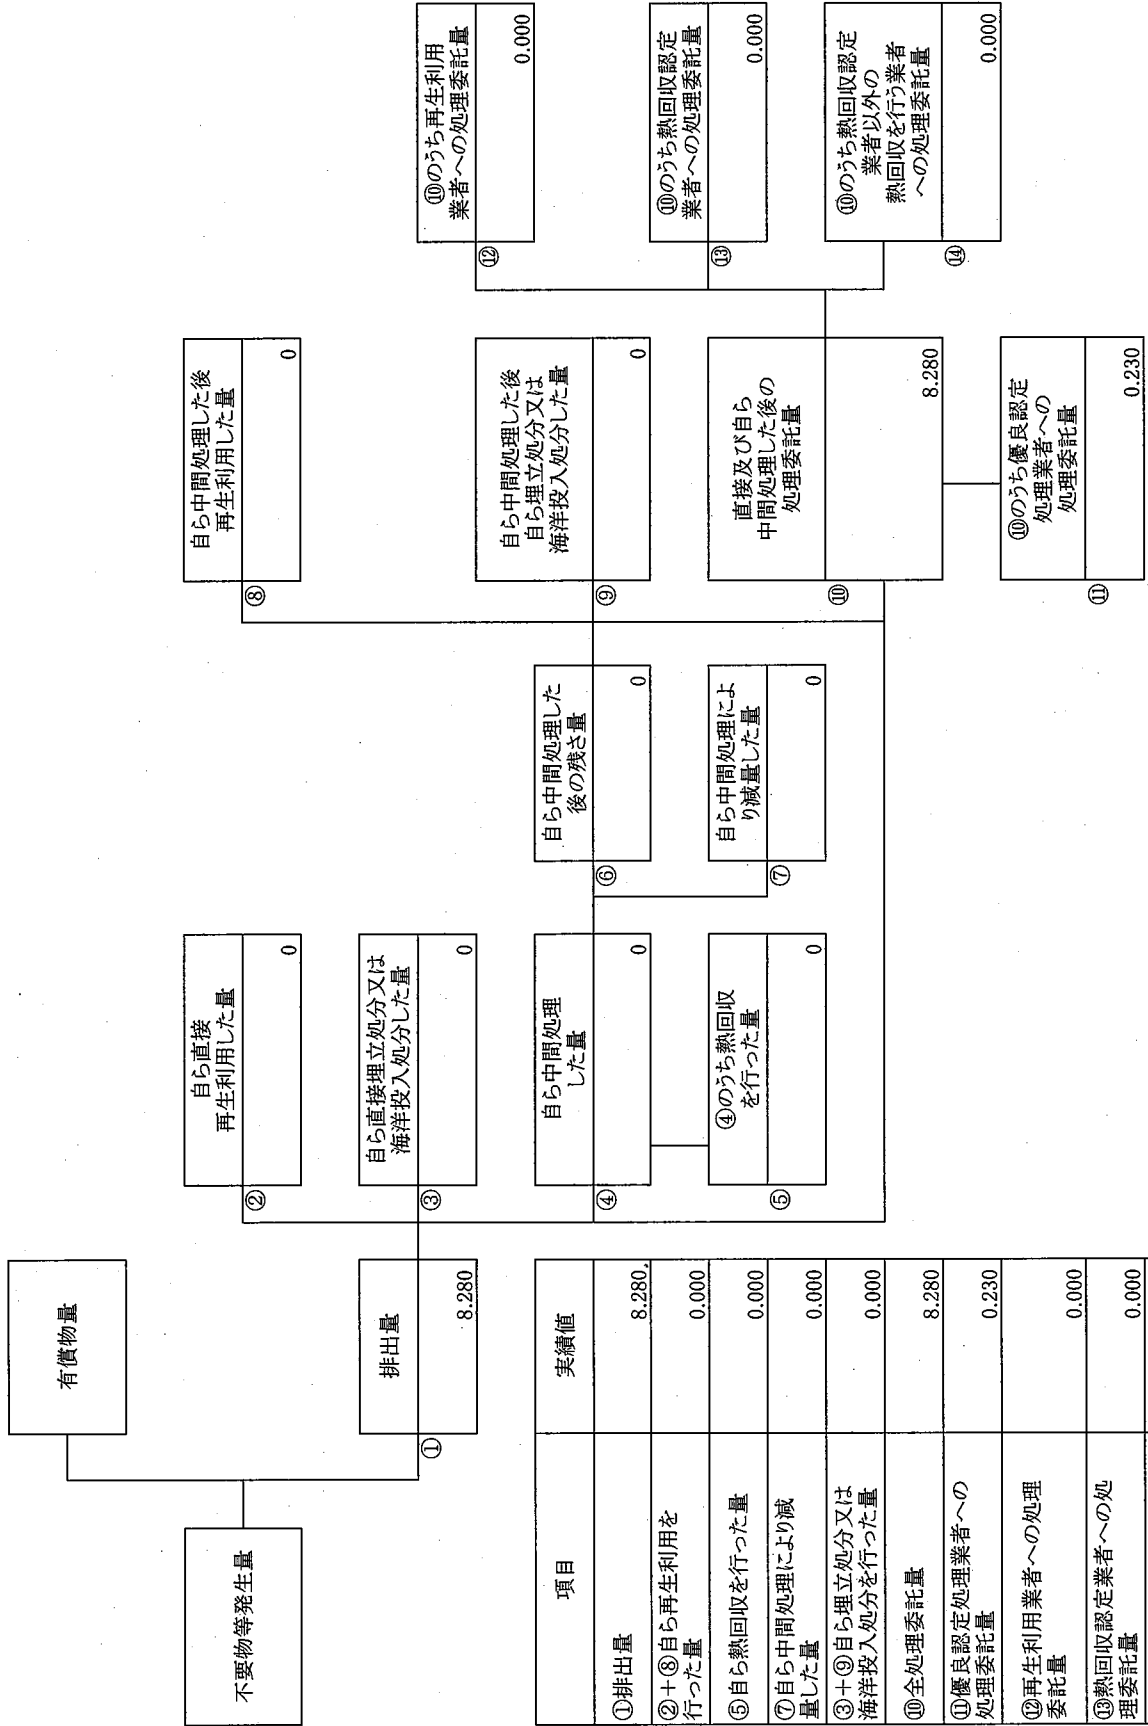 不要物等発生量
有償物量
排出量
①
8.280
自ら直接
再生利用した量
②
0
自ら直接埋立処分又は
海洋投入処分した量
③
0
自ら中間処理
した量
④
0
④のうち熱回収
を行った量
⑤
0
自ら中間処理した
後の残さ量
⑥
0
自ら中間処理によ
り減量した量
⑦
0
自ら中間処理した後
再生利用した量
⑧
0
自ら中間処理した後
自ら埋立処分又は
海洋投入処分した量
⑨
0
直接及び自ら
中間処理した後の
処理委託量
⑩
8.280
⑩のうち優良認定
処理業者への
処理委託量
⑪
0.230
⑩のうち再生利用
業者への処理委託量
⑫
0.000
⑩のうち熱回収認定
業者への処理委託量
⑬
0.000
⑩のうち熱回収認定
業者以外の
熱回収を行う業者
への処理委託量
⑭
0.000
項目 実績値
①排出量 8.280
②+⑧自ら再生利用を
行った量 0.000
⑤自ら熱回収を行った量 0.000
⑦自ら中間処理により減
量した量 0.000
③+⑨自ら埋立処分又は
海洋投入処分を行った量 0.000
⑩全処理委託量 8.280
⑪優良認定処理業者への
処理委託量 0.230
⑫再生利用業者への処理
委託量 0.000
⑬熱回収認定業者への処
理委託量 0.000